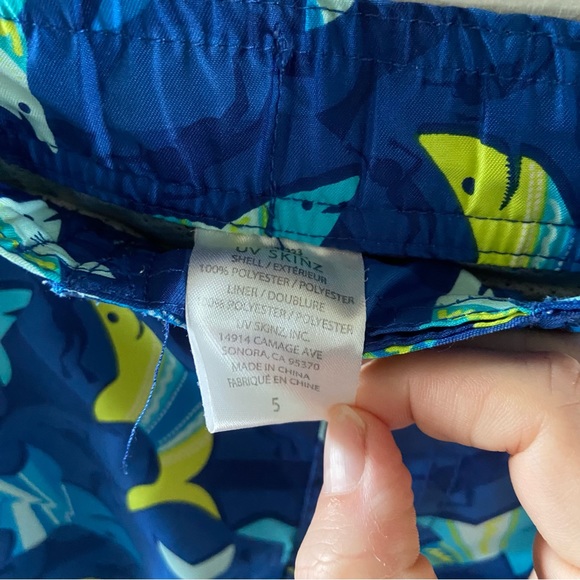 UV SKINZ
SHELL / EXTÉRIEUR
100% POLYESTER / POLYESTER
LINER / DOUBLURE
100% POLYESTER / POLYESTER
UV SKINZ, INC.
14914 CAMAGE AVE
SONORA, CA 95370
MADE IN CHINA
FABRIQUÉ EN CHINE
5